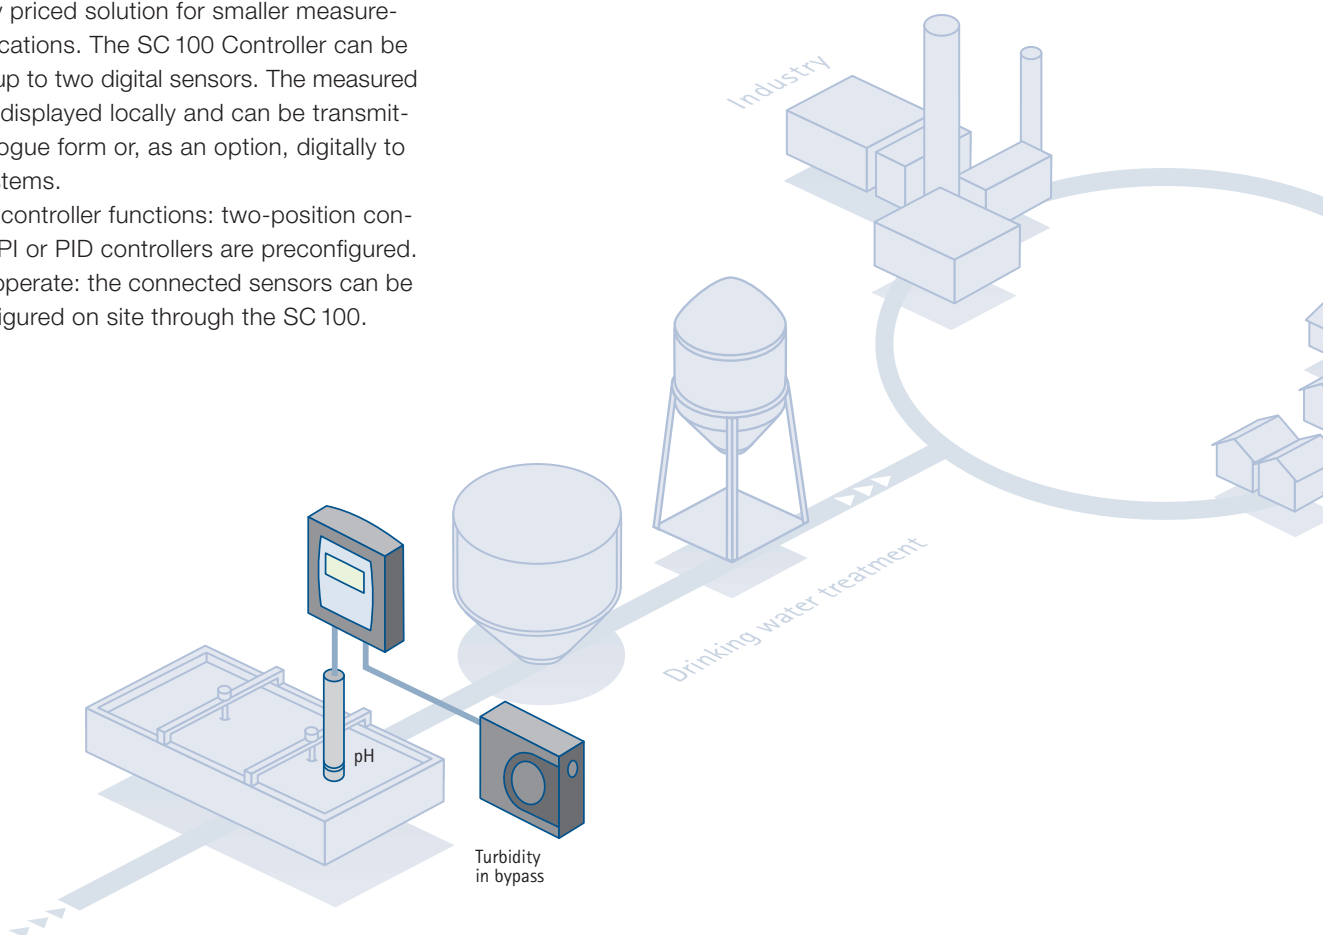 y priced solution for smaller measure-
cations. The SC 100 Controller can be
up to two digital sensors. The measured
displayed locally and can be transmit-
ogue form or, as an option, digitally to
stems.
controller functions: two-position con-
PI or PID controllers are preconfigured.
operate: the connected sensors can be
igured on site through the SC 100.
Industry
Drinking water treatment
pH
Turbidity
in bypass